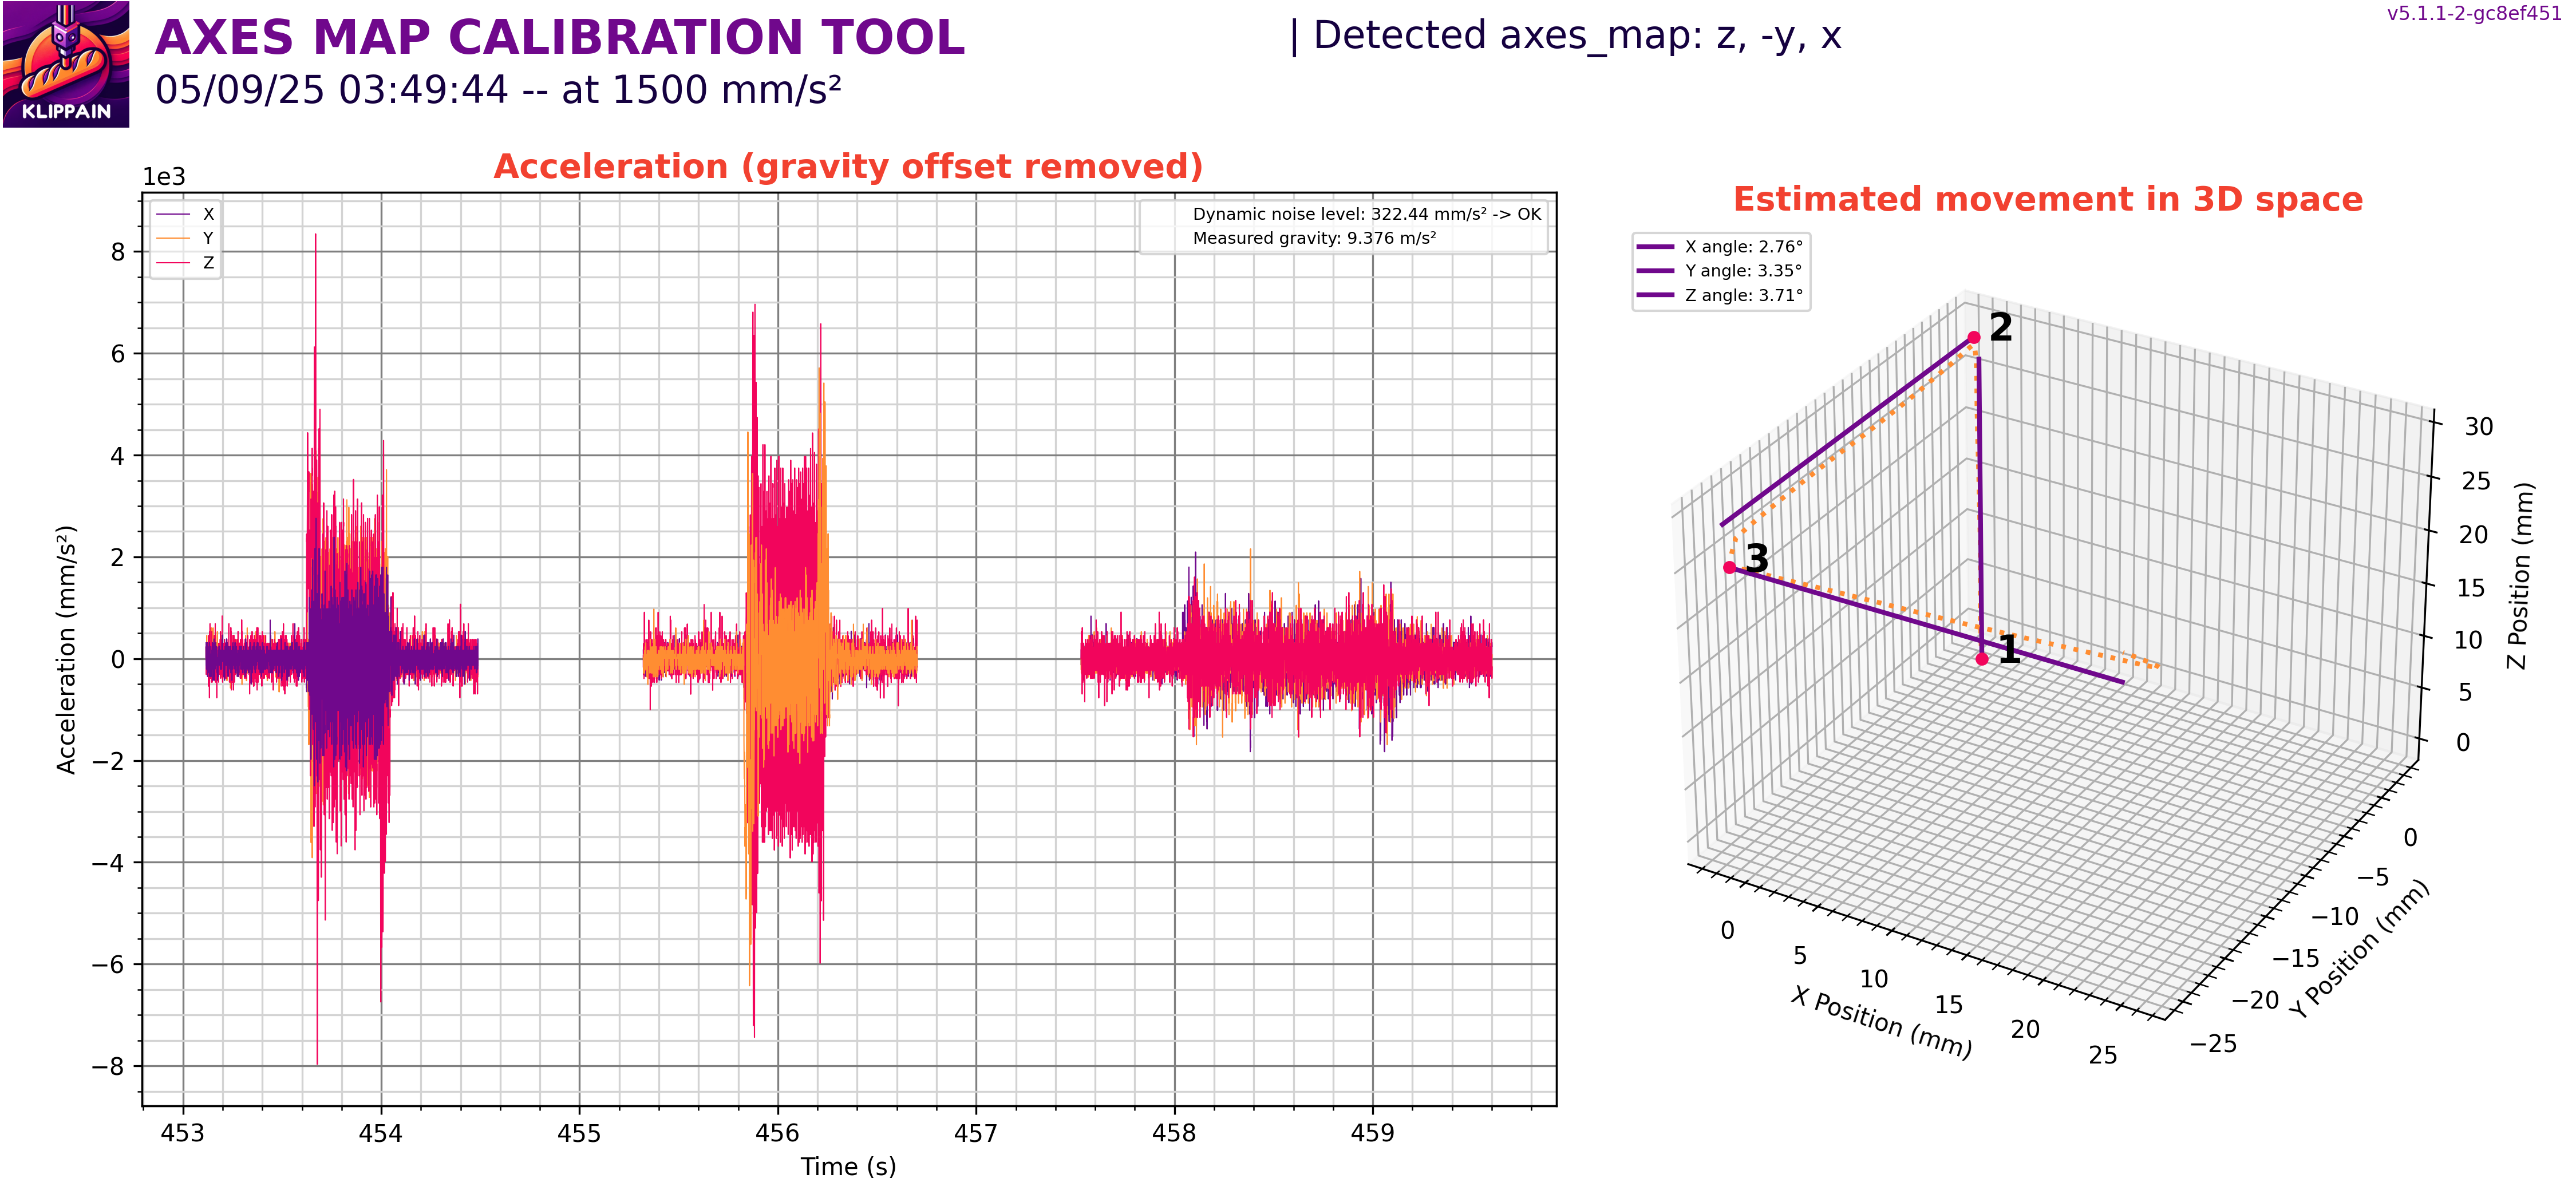 KLIPPAIN
AXES MAP CALIBRATION TOOL
05/09/25 03:49:44 -- at 1500 mm/s²
| Detected axes_map: z, -y, x
v5.1.1-2-gc8ef451
Acceleration (gravity offset removed)
1e3
X
Y
Z
Dynamic noise level: 322.44 mm/s² -> OK
Measured gravity: 9.376 m/s²
Acceleration (mm/s²)
8
6
4
2
0
−2
−4
−6
−8
453
454
455
456
457
458
459
Time (s)
Estimated movement in 3D space
X angle: 2.76°
Y angle: 3.35°
Z angle: 3.71°
2
3
1
30
25
20
15
10
5
0
Z Position (mm)
0
−5
−10
−15
−20
−25
Y Position (mm)
0
5
10
15
20
25
X Position (mm)